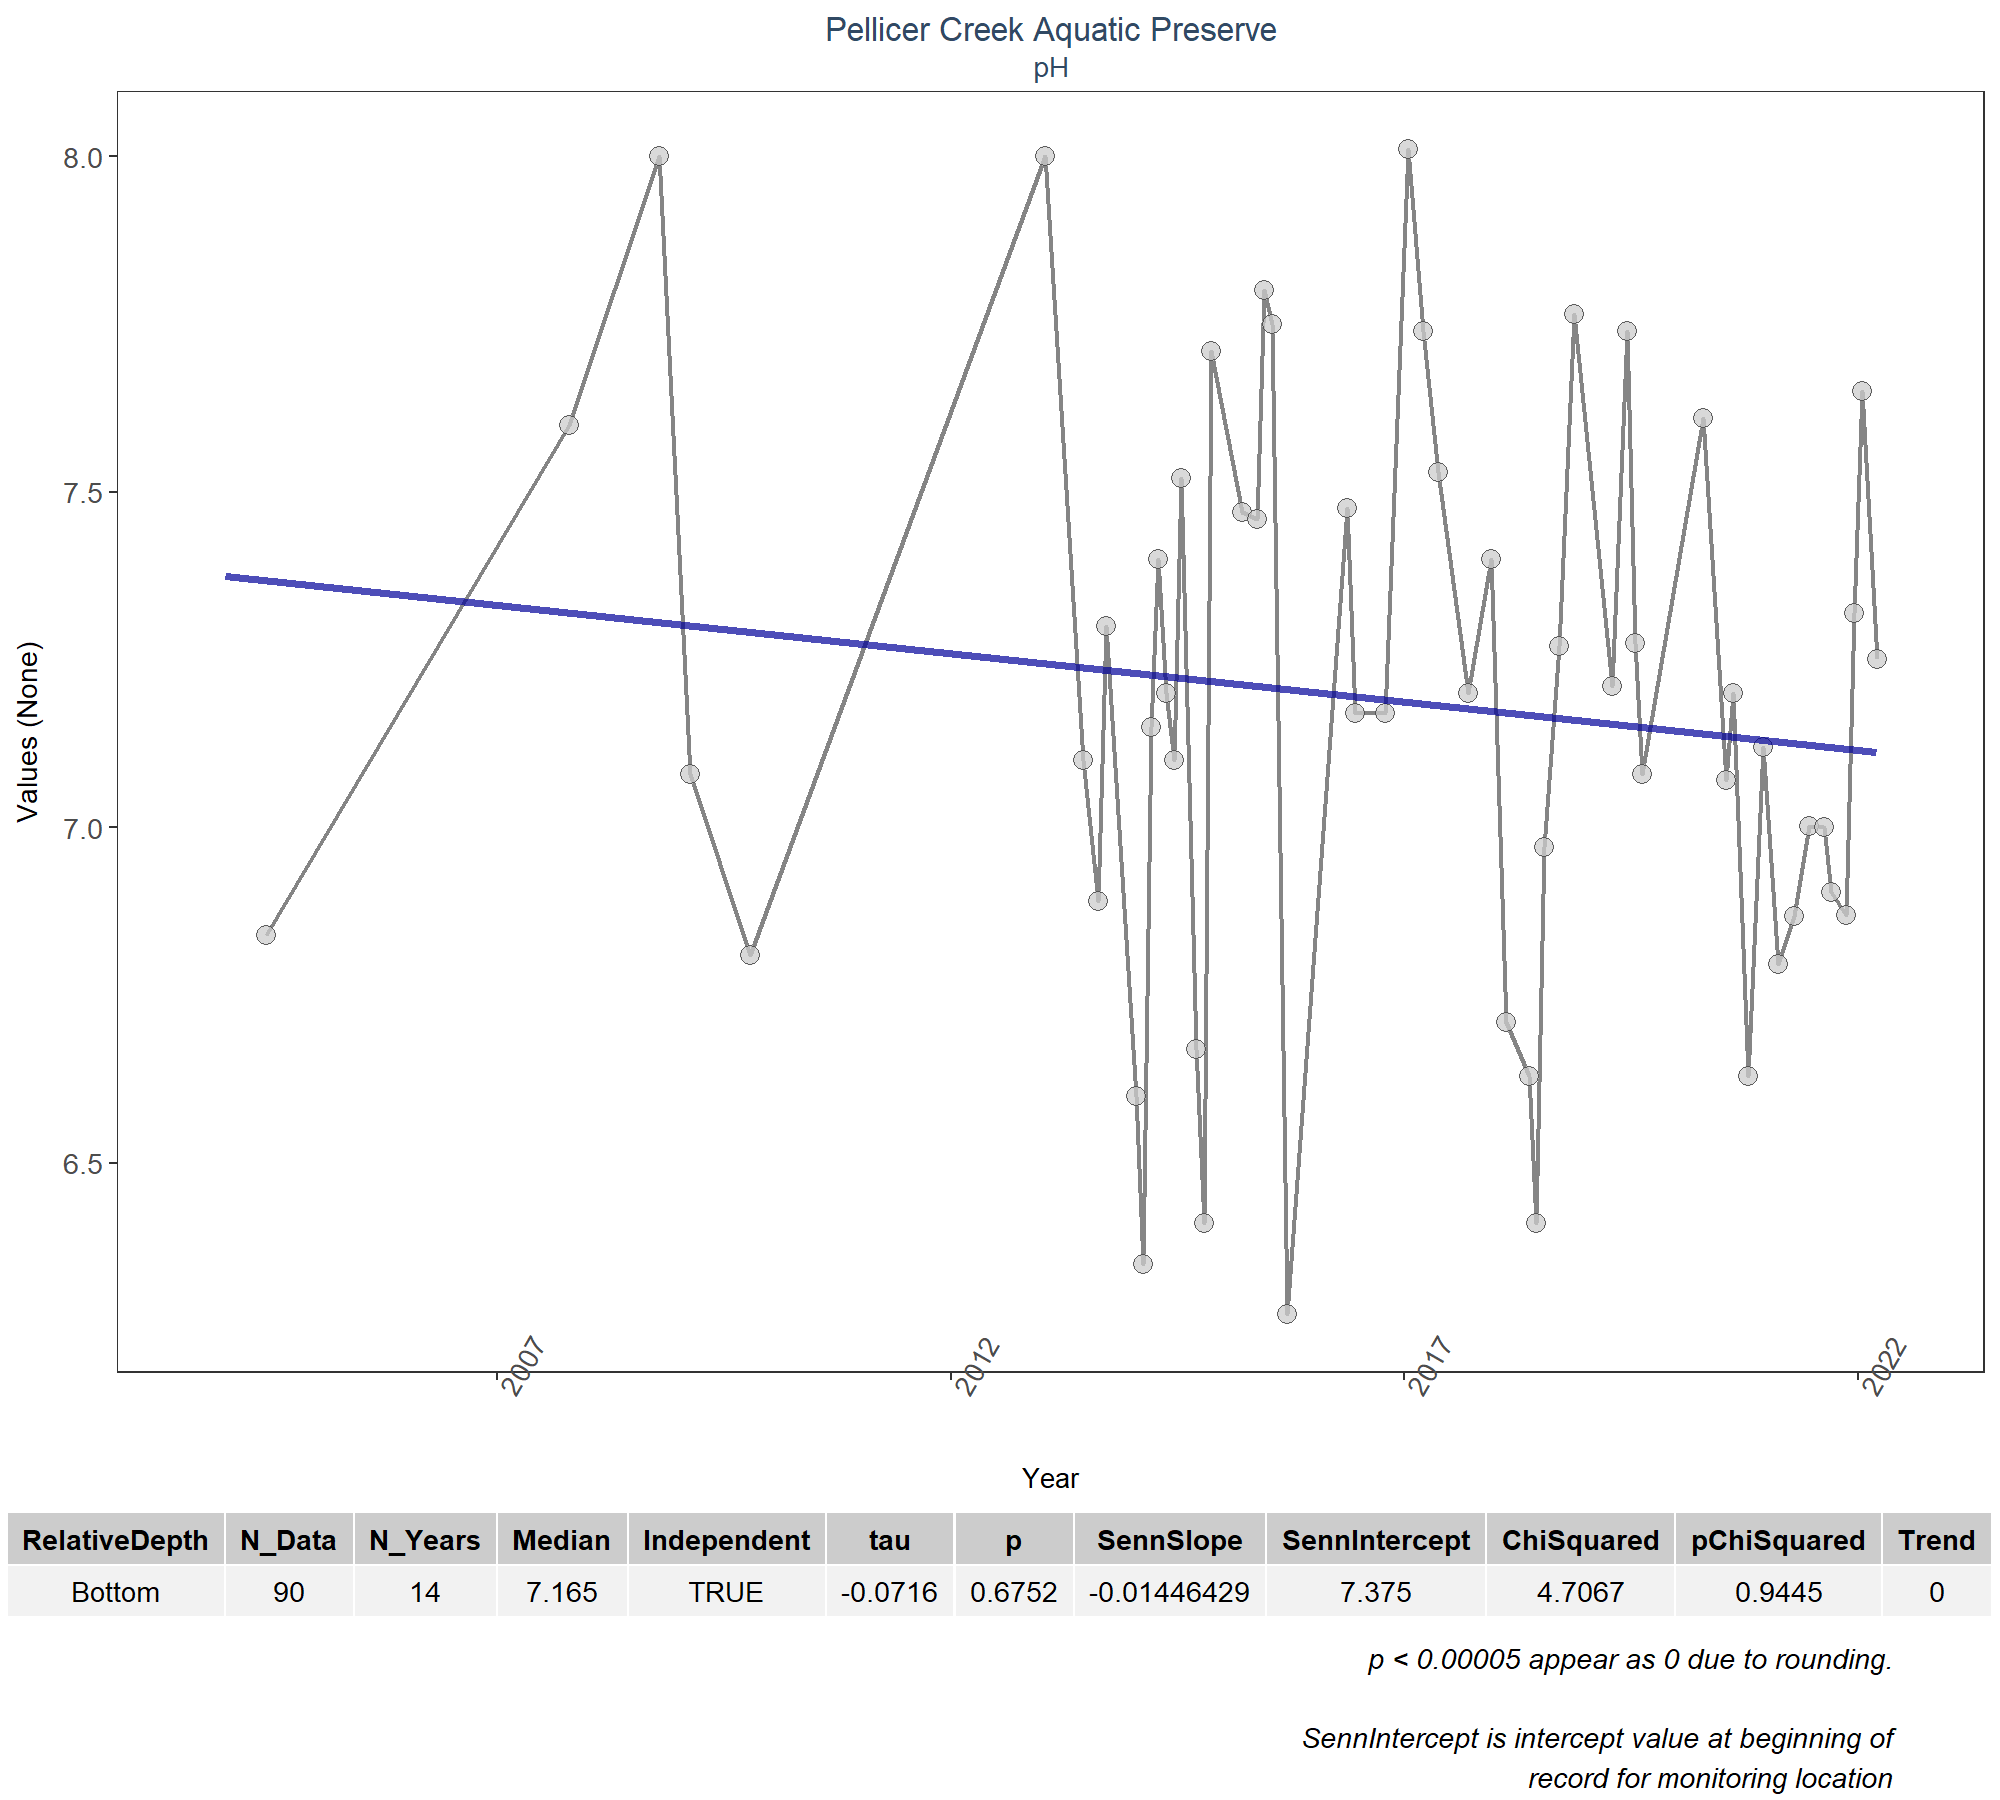 Pellicer Creek Aquatic Preserve
pH
8.0
7.5
7.0
6.5
Values (None)
2007
2012
2017
2022
Year
RelativeDepth N_Data N_Years Median Independent tau p SennSlope SennIntercept ChiSquared pChiSquared Trend
Bottom 90 14 7.165 TRUE -0.0716 0.6752 -0.01446429 7.375 4.7067 0.9445 0
p < 0.00005 appear as 0 due to rounding.
SennIntercept is intercept value at beginning of
record for monitoring location